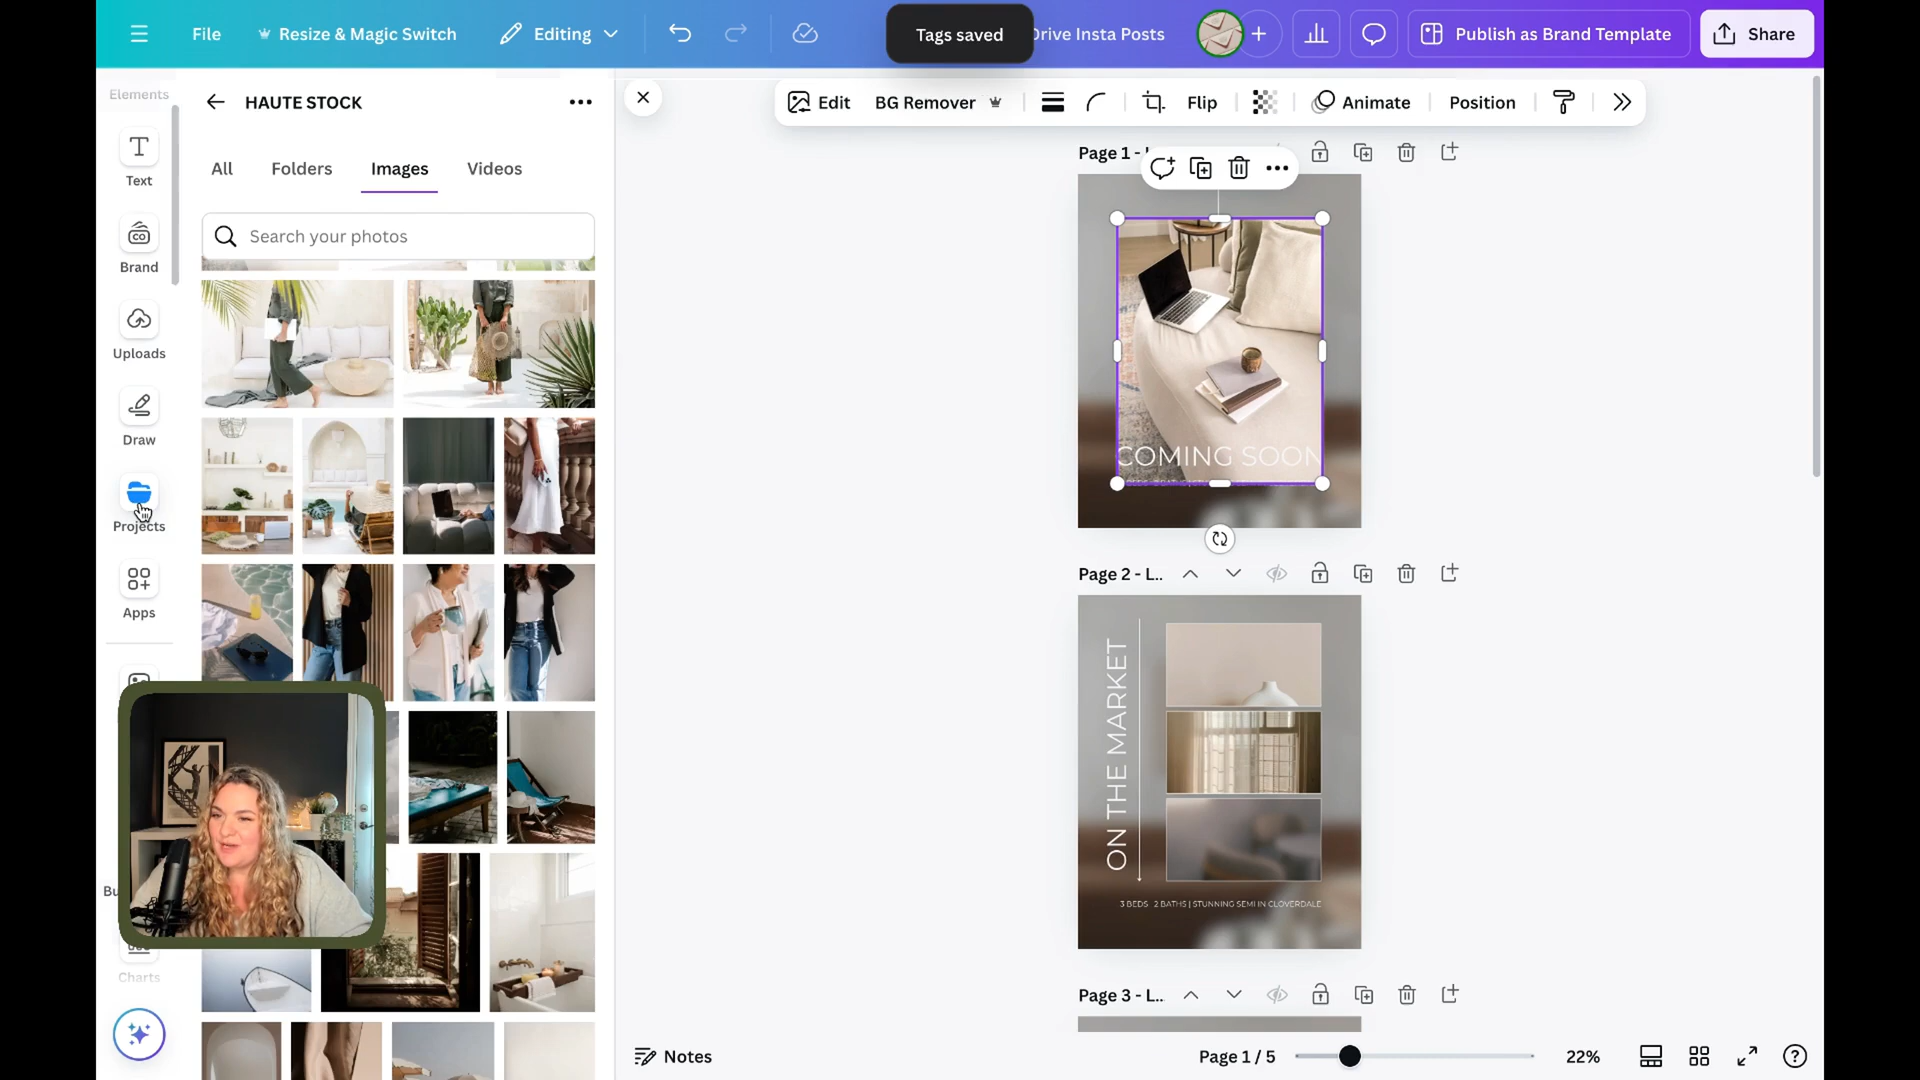 File
Resize & Magic Switch
Editing
Tags saved
Drive Insta Posts
Publish as Brand Template
Share
Elements
Text
Brand
Uploads
Draw
Projects
Apps
Charts
HAUTE STOCK
All
Folders
Images
Videos
Search your photos
Edit
BG Remover
Flip
Animate
Position
Page 1 -
COMING SOON
Page 2 - L..
ON THE MARKET
3 BEDS 2 BATHS | STUNNING SEMI IN CLOVERDALE
Page 3 - L..
Notes
Page 1 / 5
22%